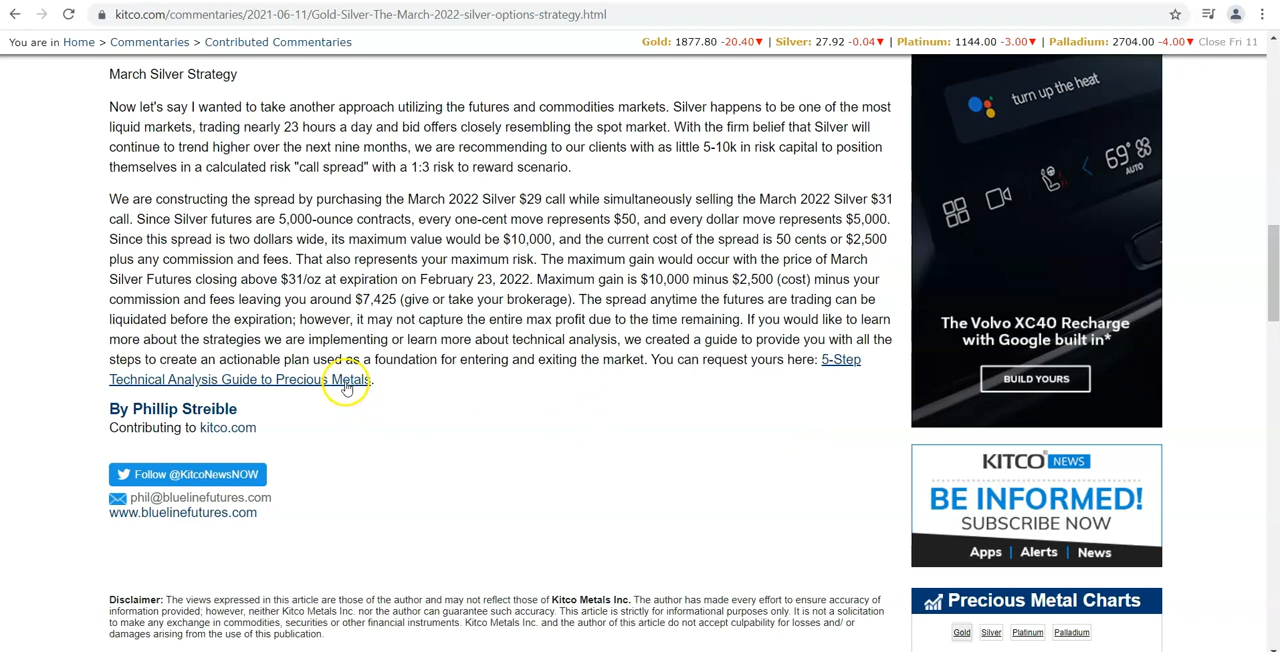 kitco.com/commentaries/2021-06-11/Gold-Silver-The-March-2022-silver-options-strategy.html
You are in Home > Commentaries > Contributed Commentaries
Gold: 1877.80 -20.40▼ | Silver: 27.92 -0.04▼ | Platinum: 1144.00 -3.00▼ | Palladium: 2704.00 -4.00▼ Close Fri 11
March Silver Strategy
Now let's say I wanted to take another approach utilizing the futures and commodities markets. Silver happens to be one of the most
liquid markets, trading nearly 23 hours a day and bid offers closely resembling the spot market. With the firm belief that Silver will
continue to trend higher over the next nine months, we are recommending to our clients with as little 5-10k in risk capital to position
themselves in a calculated risk "call spread" with a 1:3 risk to reward scenario.
We are constructing the spread by purchasing the March 2022 Silver $29 call while simultaneously selling the March 2022 Silver $31
call. Since Silver futures are 5,000-ounce contracts, every one-cent move represents $50, and every dollar move represents $5,000.
Since this spread is two dollars wide, its maximum value would be $10,000, and the current cost of the spread is 50 cents or $2,500
plus any commission and fees. That also represents your maximum risk. The maximum gain would occur with the price of March
Silver Futures closing above $31/oz at expiration on February 23, 2022. Maximum gain is $10,000 minus $2,500 (cost) minus your
commission and fees leaving you around $7,425 (give or take your brokerage). The spread anytime the futures are trading can be
liquidated before the expiration; however, it may not capture the entire max profit due to the time remaining. If you would like to learn
more about the strategies we are implementing or learn more about technical analysis, we created a guide to provide you with all the
steps to create an actionable plan used as a foundation for entering and exiting the market. You can request yours here: 5-Step
Technical Analysis Guide to Precious Metals.
By Phillip Streible
Contributing to kitco.com
Follow @KitcoNewsNOW
phil@bluelinefutures.com
www.bluelinefutures.com
Disclaimer: The views expressed in this article are those of the author and may not reflect those of Kitco Metals Inc. The author has made every effort to ensure accuracy of
information provided; however, neither Kitco Metals Inc. nor the author can guarantee such accuracy. This article is strictly for informational purposes only. It is not a solicitation
to make any exchange in commodities, securities or other financial instruments. Kitco Metals Inc. and the author of this article do not accept culpability for losses and/ or
damages arising from the use of this publication.
turn up the heat
69°
AUTO
The Volvo XC40 Recharge
with Google built in*
BUILD YOURS
KITCO NEWS
BE INFORMED!
SUBSCRIBE NOW
Apps | Alerts | News
Precious Metal Charts
Gold Silver Platinum Palladium